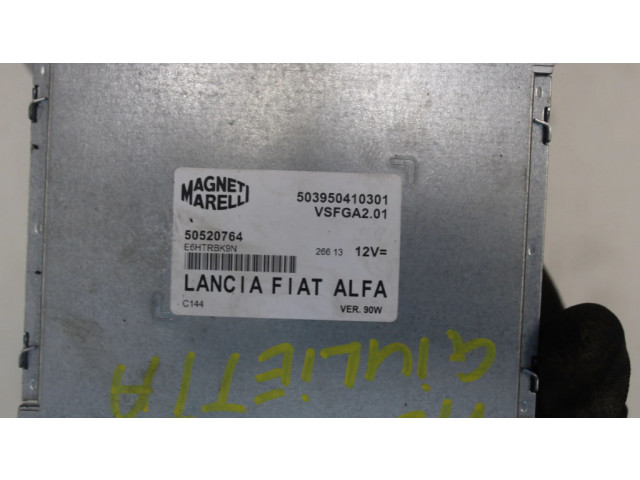 MAGNETI
MARELLI
503950410301
VSFGA2.01
50520764
E6HTRBK9N
266.13 12V=
LANCIA FIAT ALFA
C144
VER. 90W
GIULIETTA